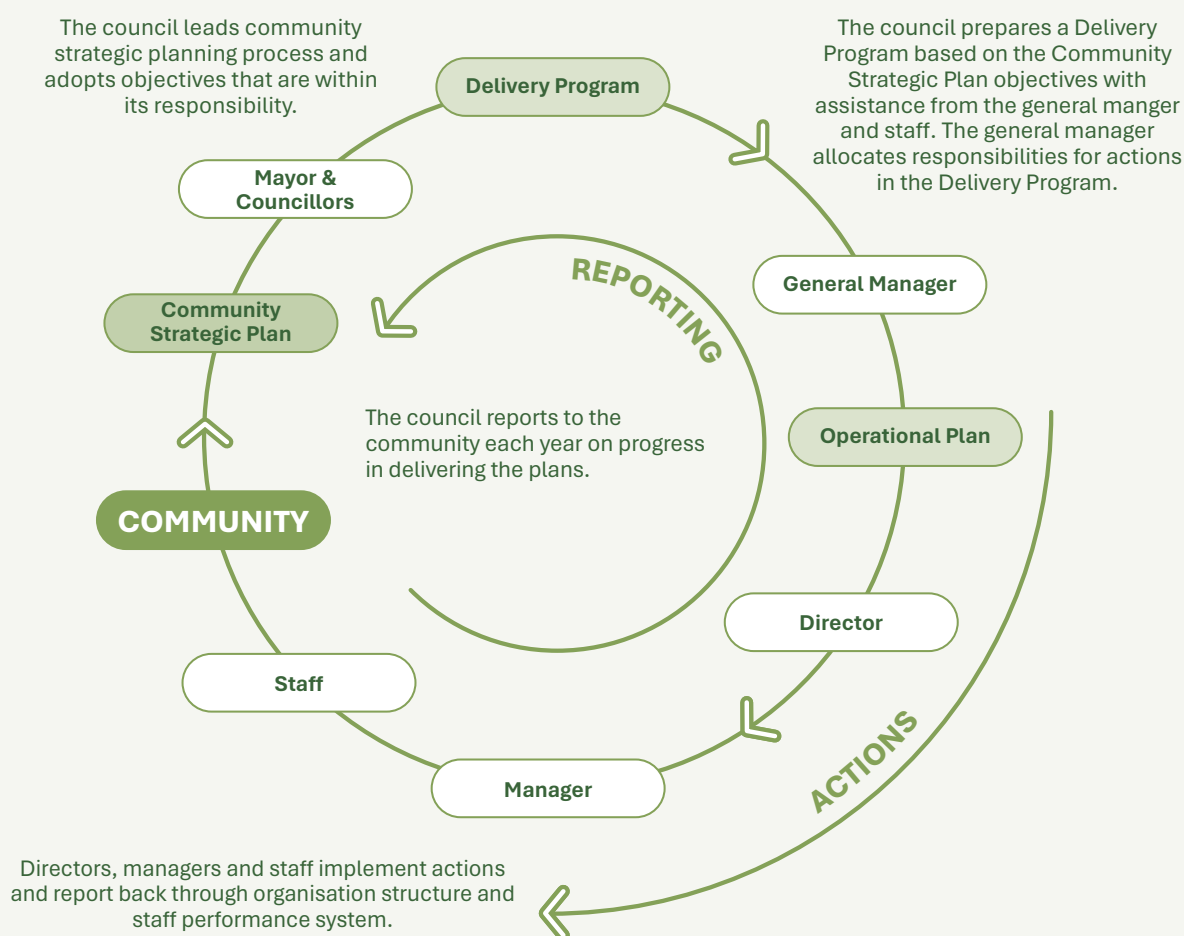 The council leads community
strategic planning process and
adopts objectives that are within
its responsibility.
The council prepares a Delivery
Program based on the Community
Strategic Plan objectives with
assistance from the general manger
and staff. The general manager
allocates responsibilities for actions
in the Delivery Program.
Delivery Program
Mayor &
Councillors
General Manager
REPORTING
Community
Strategic Plan
The council reports to the
community each year on progress
in delivering the plans.
Operational Plan
COMMUNITY
Director
Staff
ACTIONS
Manager
Directors, managers and staff implement actions
and report back through organisation structure and
staff performance system.